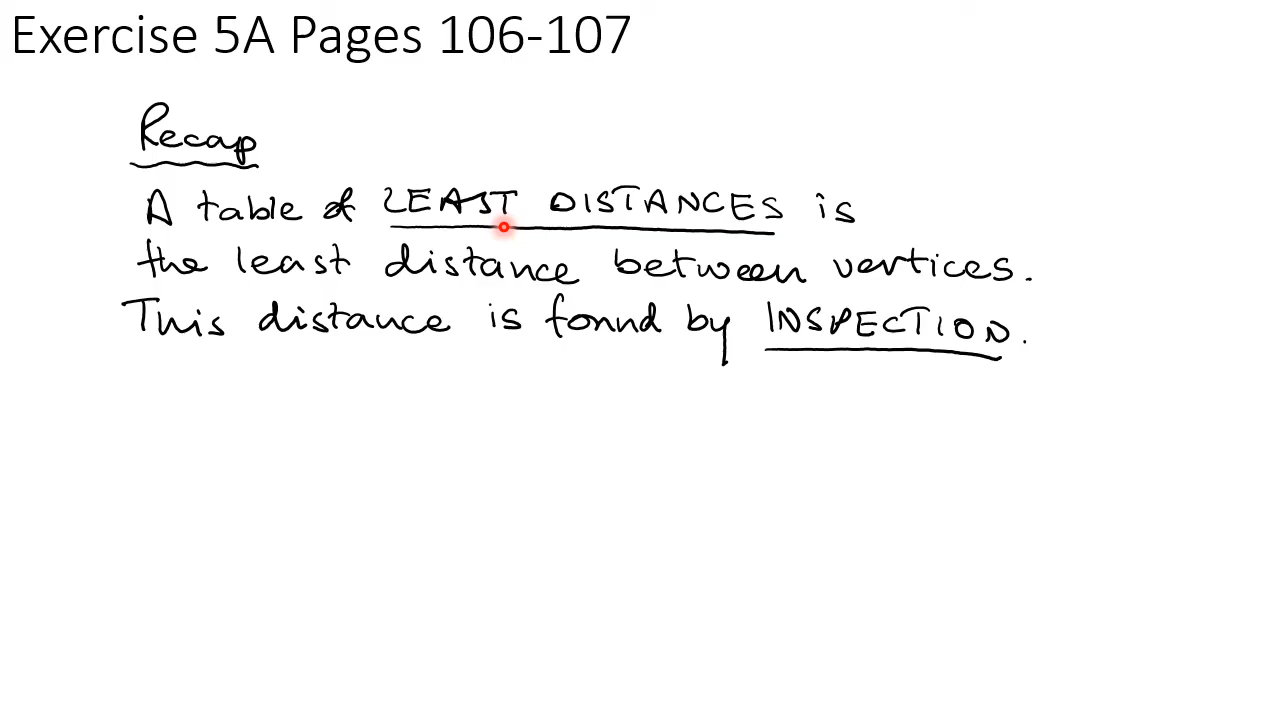 Exercise 5A Pages 106-107
Recap
A table of LEAST DISTANCES is
the least distance between vertices.
This distance is found by INSPECTION.